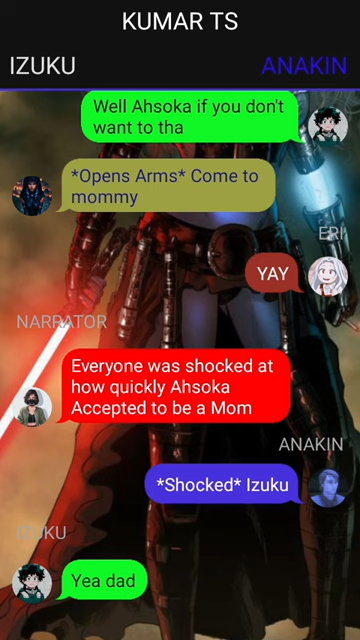 KUMAR TS
IZUKU
ANAKIN
Well Ahsoka if you don't
want to tha
*Opens Arms* Come to
mommy
ERI
YAY
NARRATOR
Everyone was shocked at
how quickly Ahsoka
Accepted to be a Mom
ANAKIN
*Shocked* Izuku
IZUKU
Yea dad